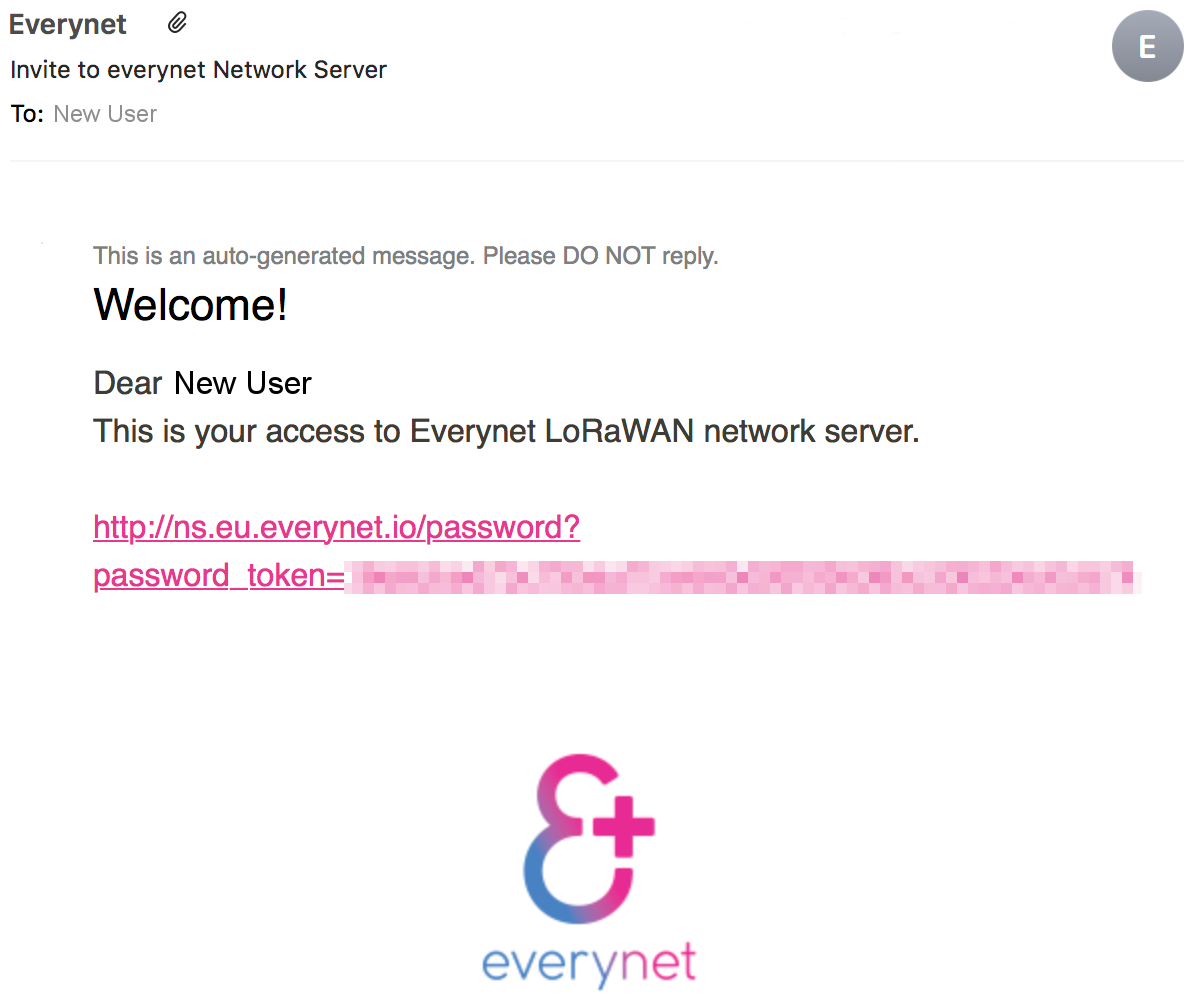 Everynet
E
Invite to everynet Network Server
To: New User
This is an auto-generated message. Please DO NOT reply.
Welcome!
Dear New User
This is your access to Everynet LoRaWAN network server.
http://ns.eu.everynet.io/password?
password_token=
everynet